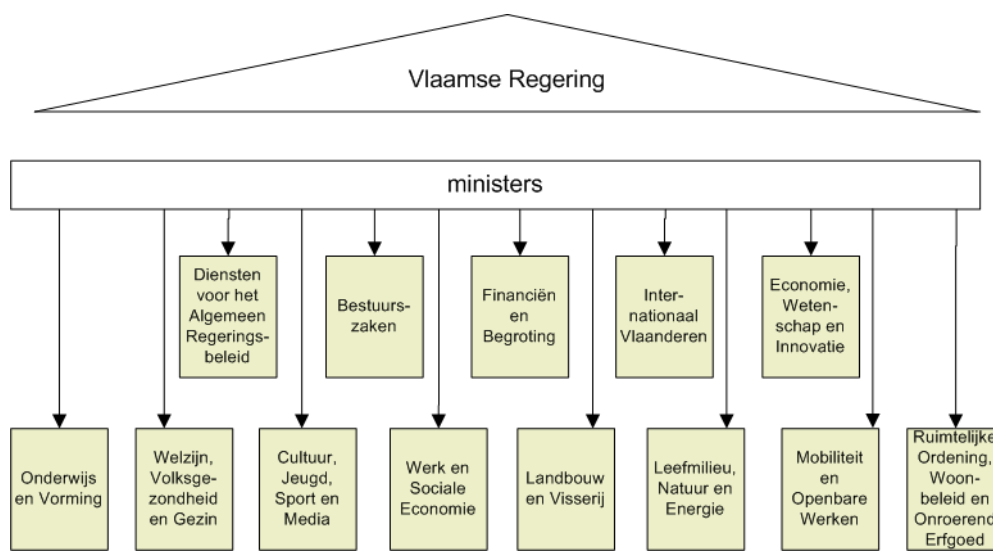 Vlaamse Regering
ministers
Diensten
voor het
Algemeen
Regerings-
beleid
Bestuurs-
zaken
Financiën
en
Begroting
Inter-
nationaal
Vlaanderen
Economie,
Weten-
schap en
Innovatie
Onderwijs
en Vorming
Welzijn,
Volksge-
zondheid
en Gezin
Cultuur,
Jeugd,
Sport en
Media
Werk en
Sociale
Economie
Landbouw
en Visserij
Leefmilieu,
Natuur en
Energie
Mobiliteit
en
Openbare
Werken
Ruimtelijke
Ordening,
Woon-
beleid en
Onroerend
Erfgoed